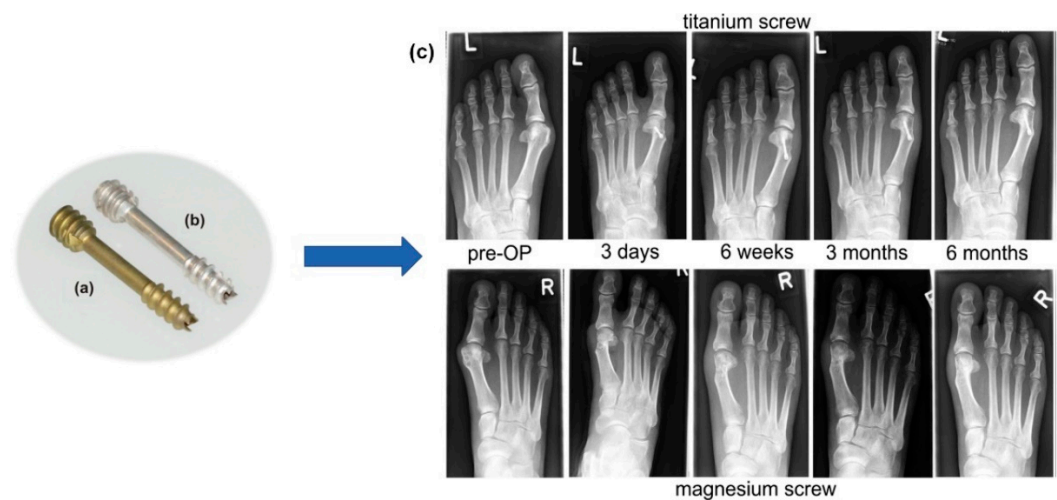 titanium screw
(c)
L
L
L
L
(b)
(a)
pre-OP
3 days
6 weeks
3 months
6 months
R
R
R
R
magnesium screw